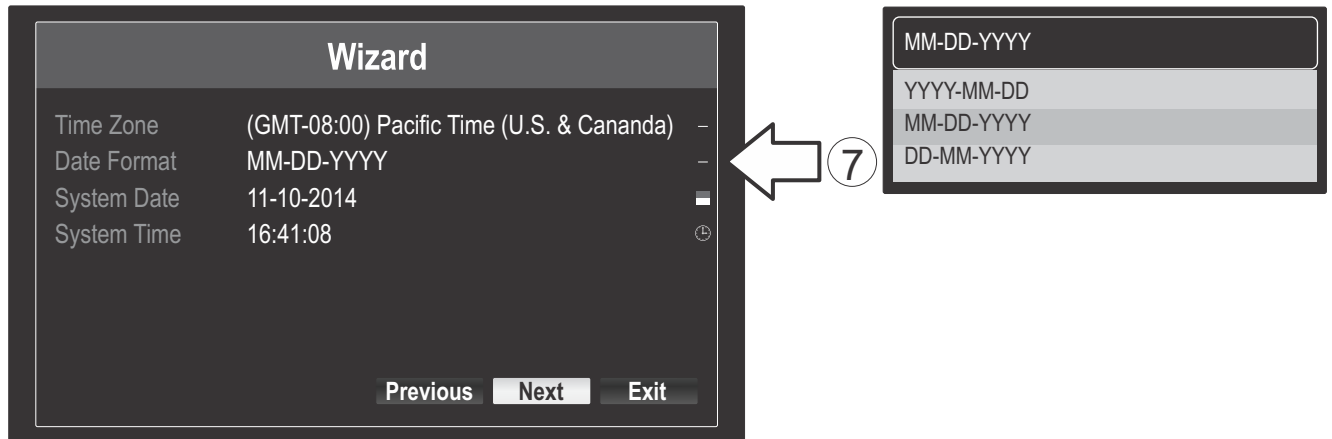 Wizard
Time Zone (GMT-08:00) Pacific Time (U.S. & Cananda)
Date Format MM-DD-YYYY
System Date 11-10-2014
System Time 16:41:08
Previous Next Exit
7
MM-DD-YYYY
YYYY-MM-DD
MM-DD-YYYY
DD-MM-YYYY